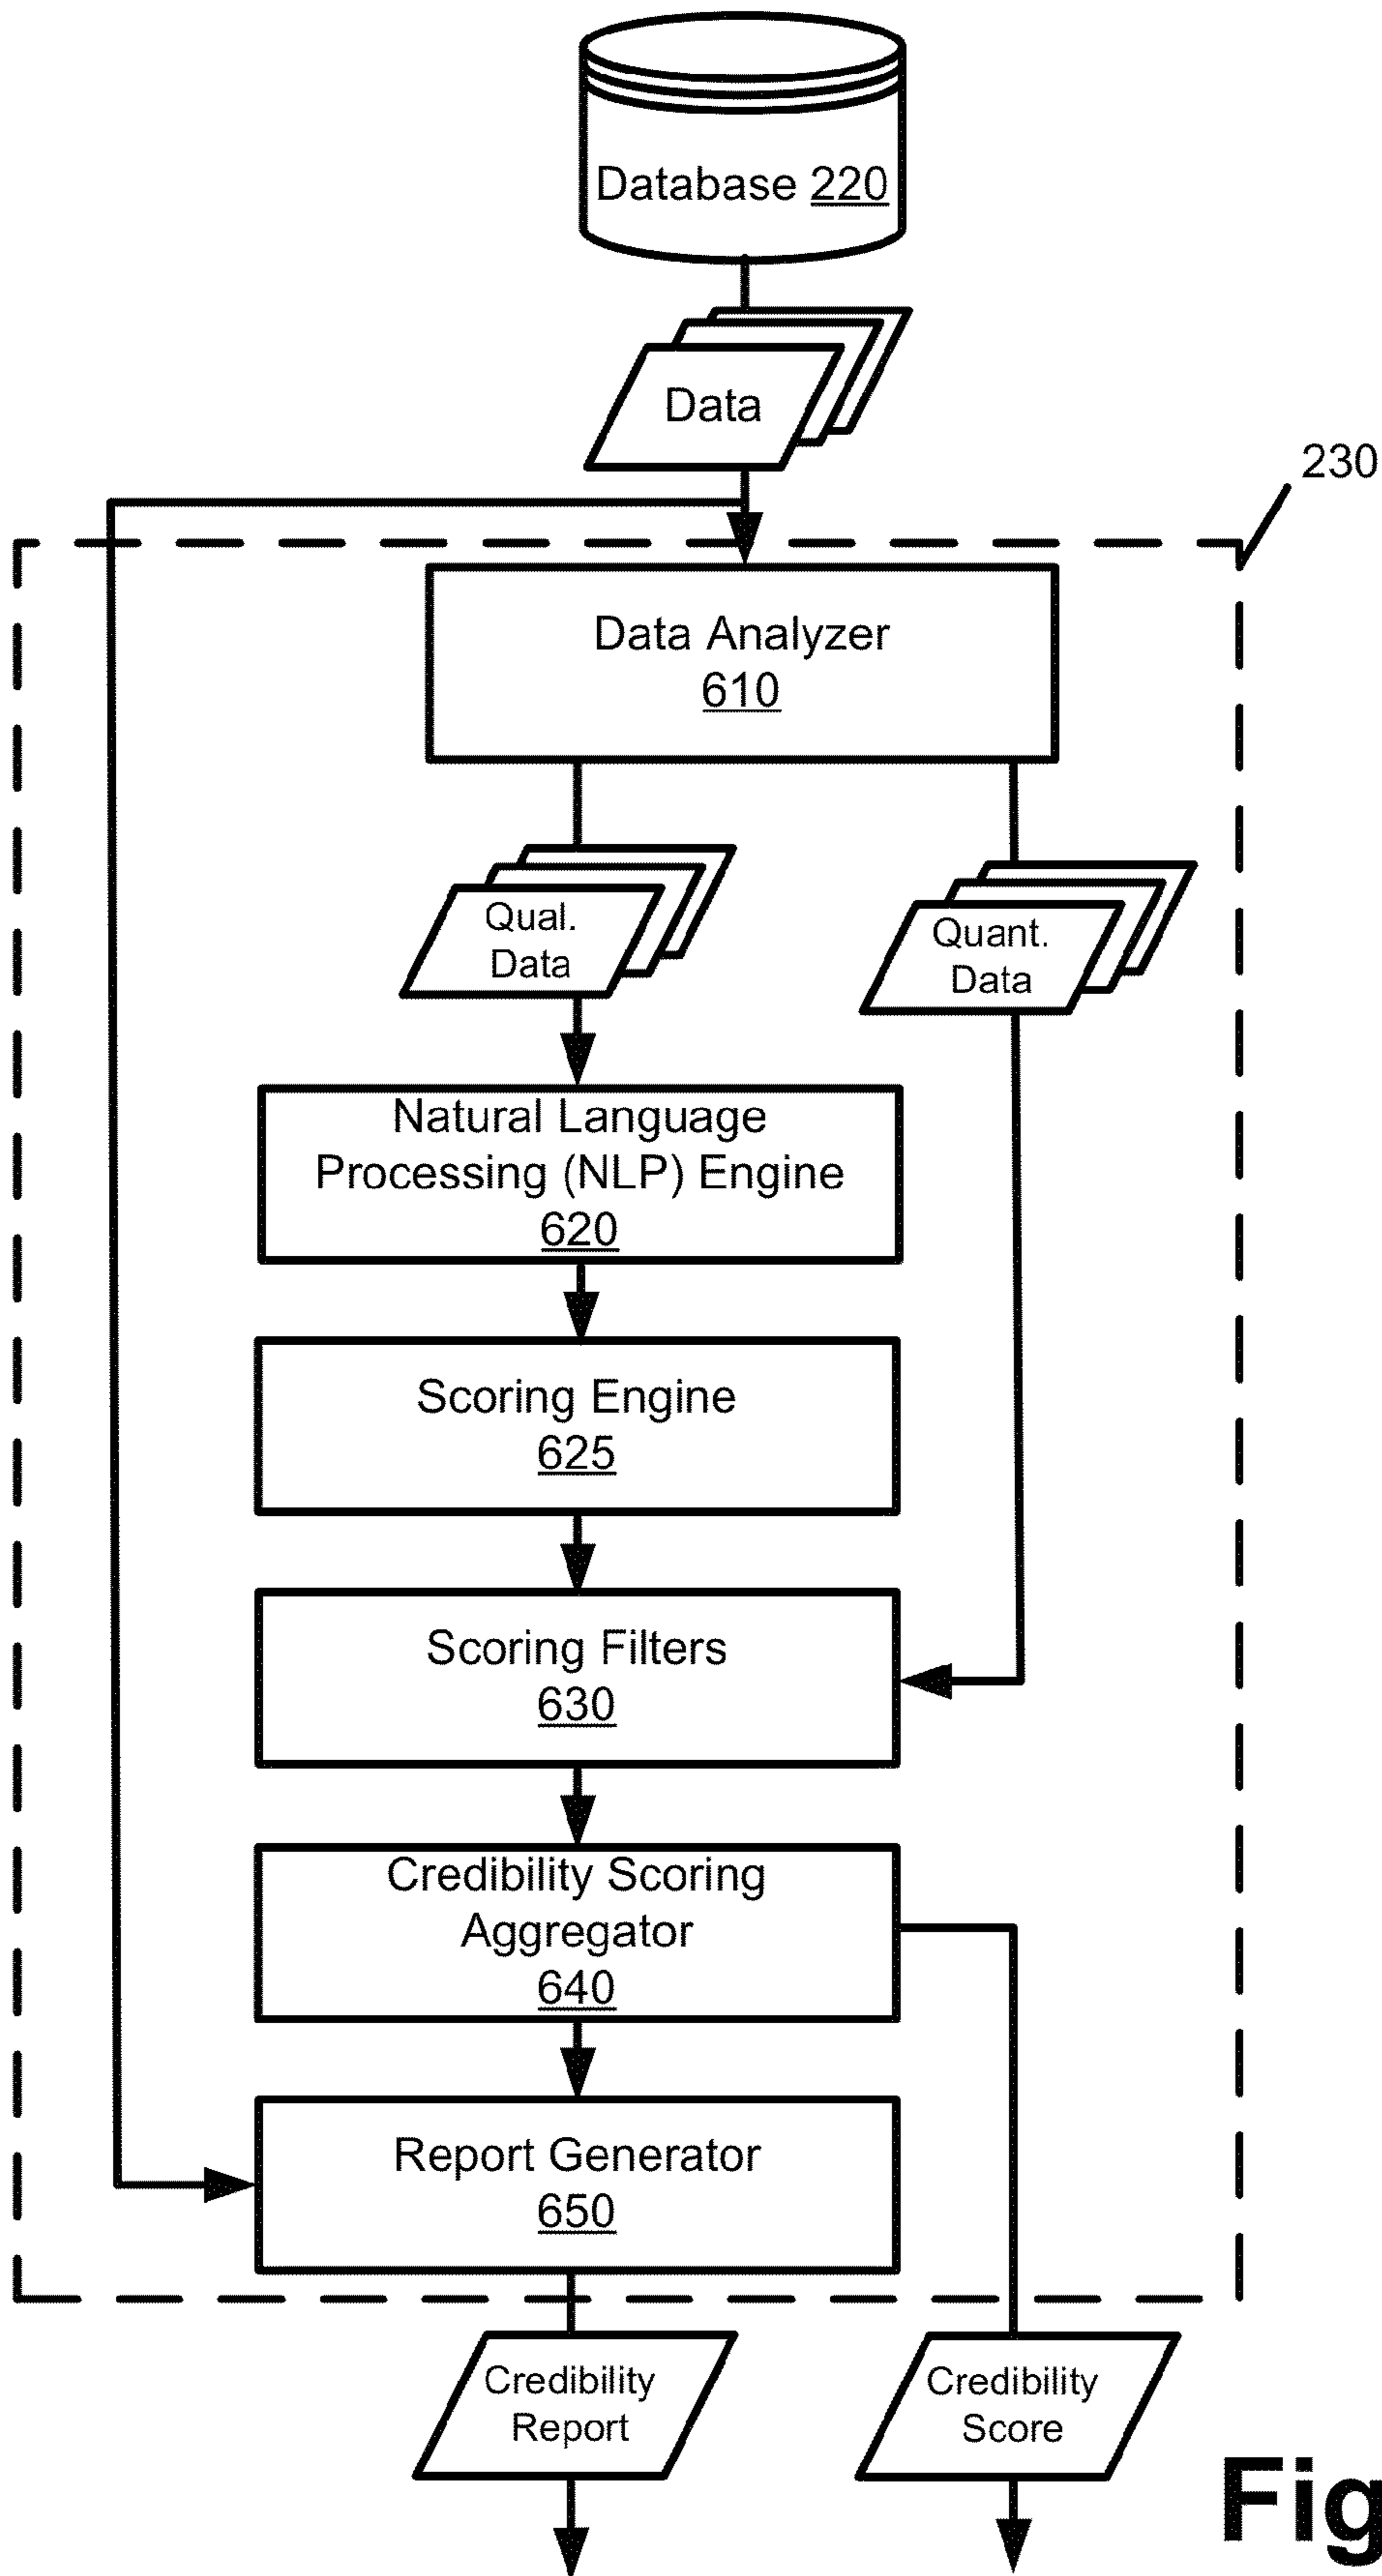 Database 220
Data
230
Data Analyzer
610
Qual.
Data
Quant.
Data
Natural Language
Processing (NLP) Engine
620
Scoring Engine
625
Scoring Filters
630
Credibility Scoring
Aggregator
640
Report Generator
650
Credibility
Report
Credibility
Score
Fig